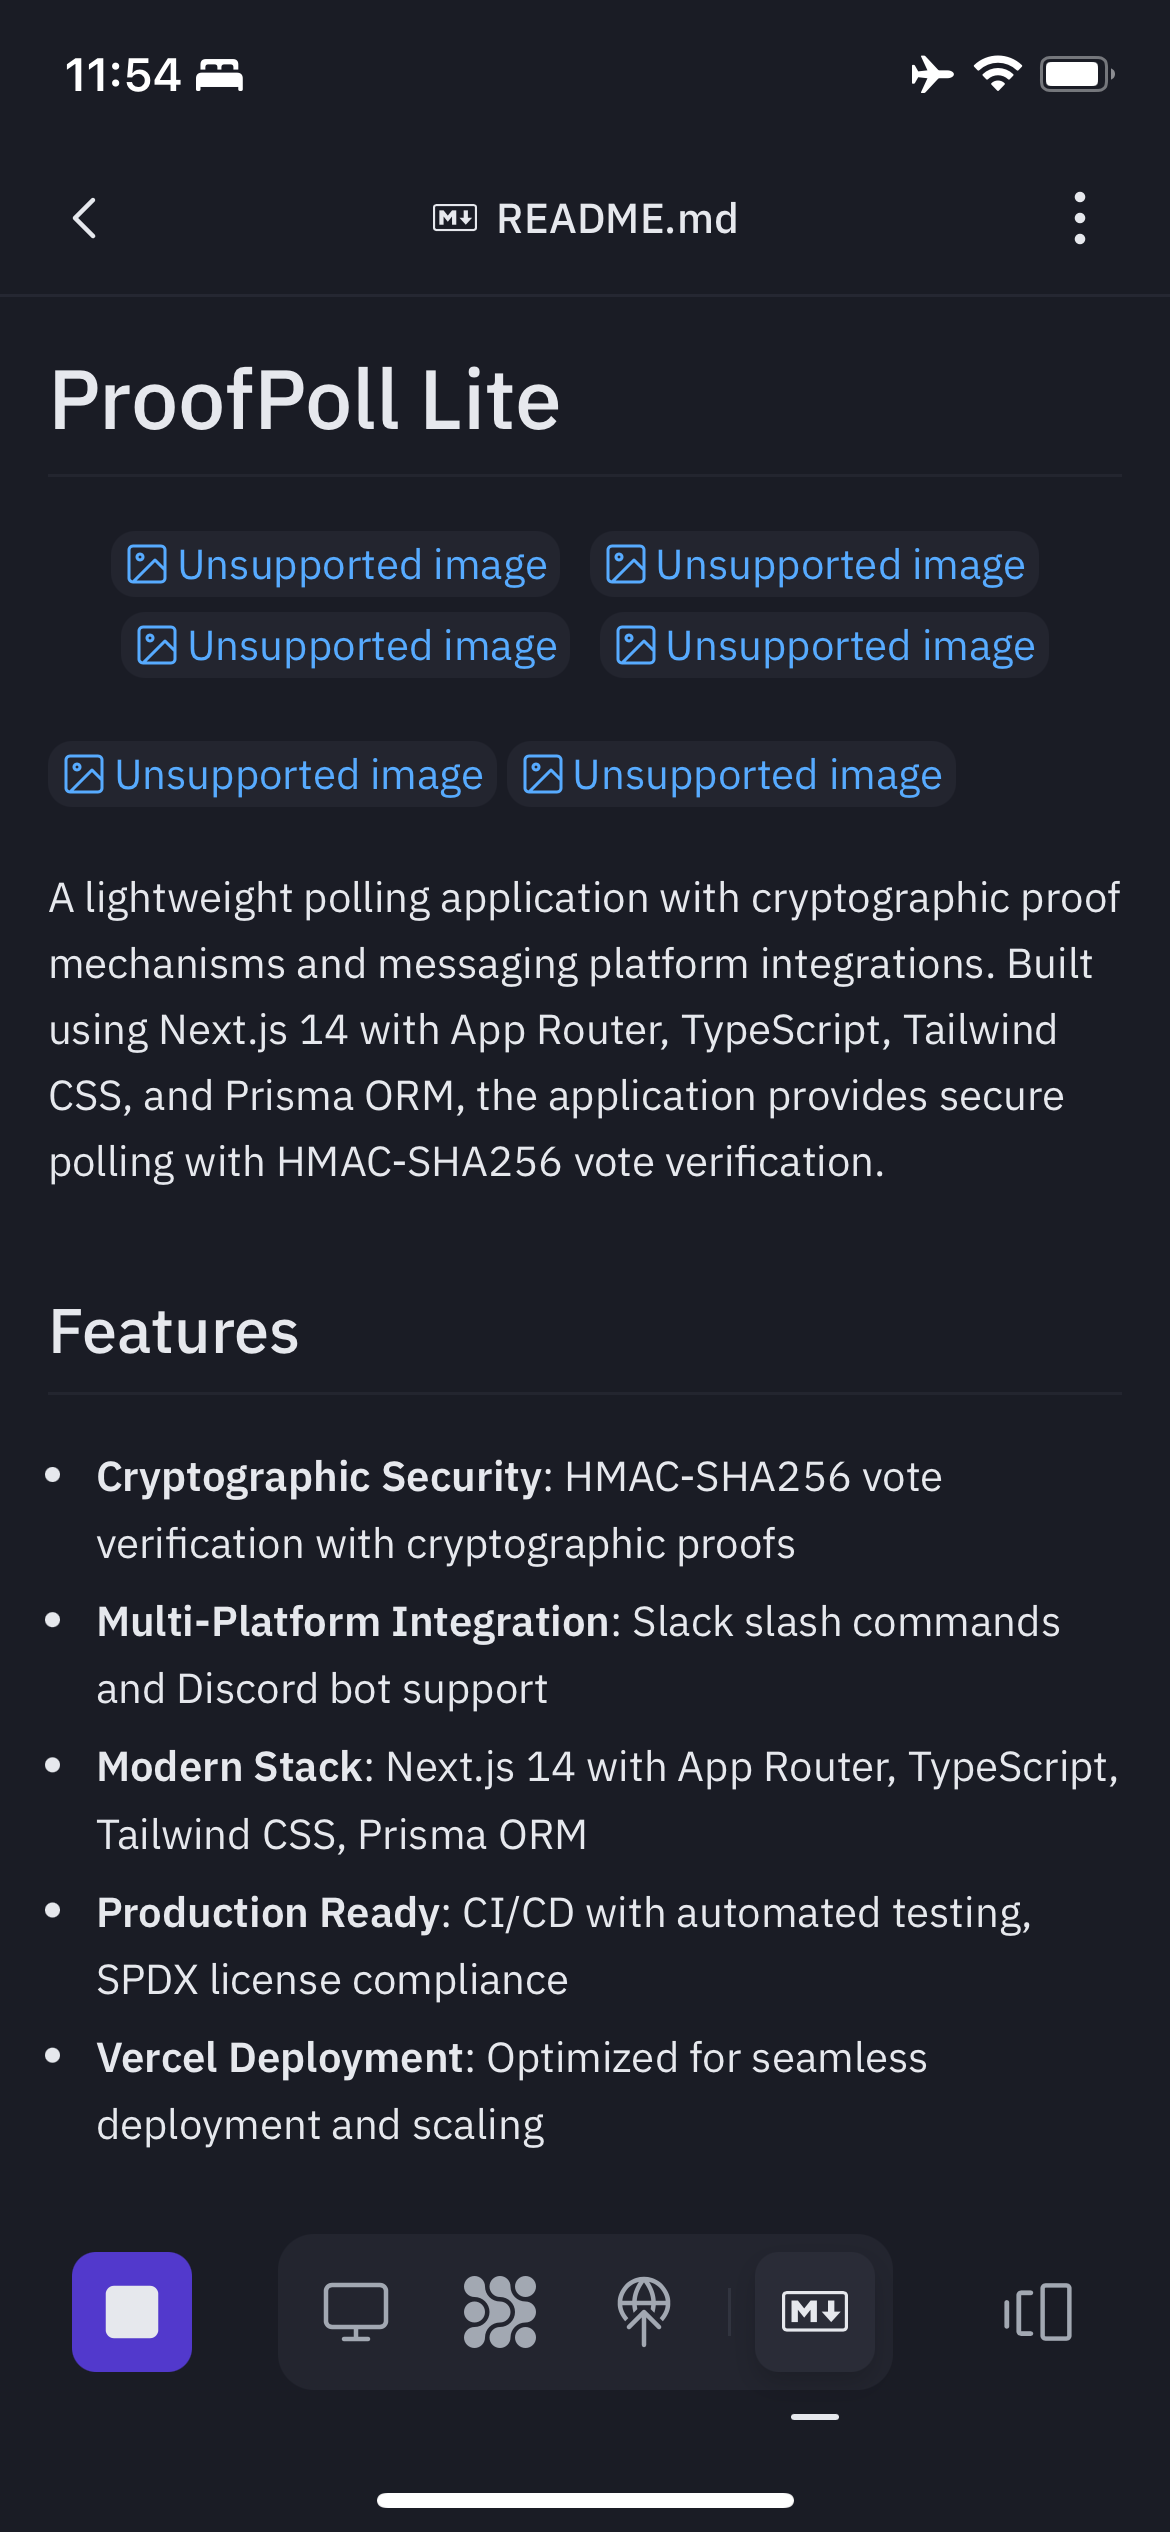 11:54
README.md
ProofPoll Lite
Unsupported image Unsupported image
Unsupported image Unsupported image
Unsupported image Unsupported image
A lightweight polling application with cryptographic proof
mechanisms and messaging platform integrations. Built
using Next.js 14 with App Router, TypeScript, Tailwind
CSS, and Prisma ORM, the application provides secure
polling with HMAC-SHA256 vote verification.
Features
• Cryptographic Security: HMAC-SHA256 vote
verification with cryptographic proofs
• Multi-Platform Integration: Slack slash commands
and Discord bot support
• Modern Stack: Next.js 14 with App Router, TypeScript,
Tailwind CSS, Prisma ORM
• Production Ready: CI/CD with automated testing,
SPDX license compliance
• Vercel Deployment: Optimized for seamless
deployment and scaling